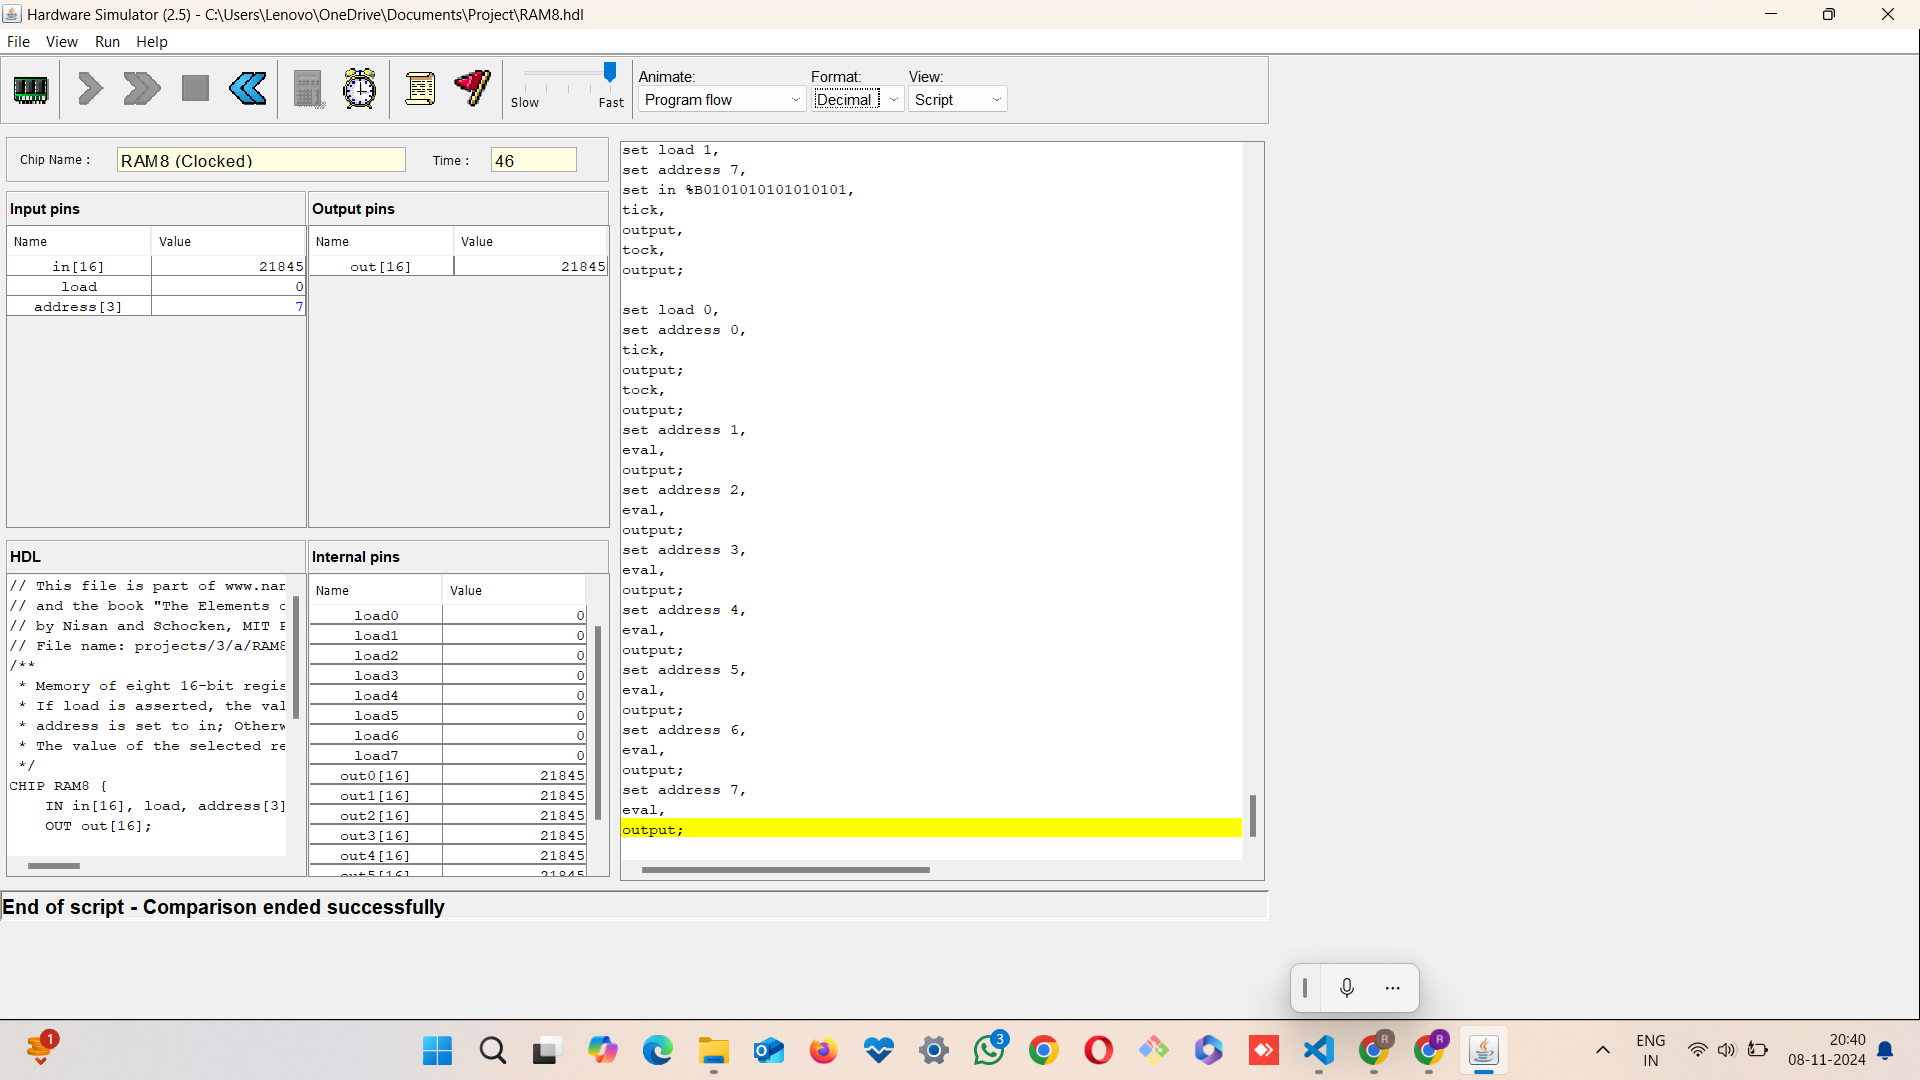 Hardware Simulator (2.5) - C:\Users\Lenovo\OneDrive\Documents\Project\RAM8.hdl
File View Run Help
Slow Fast
Animate: Format: View:
Program flow Decimal Script
Chip Name : RAM8 (Clocked) Time : 46
Input pins
Name Value
in[16] 21845
load 0
address[3] 7
Output pins
Name Value
out[16] 21845
HDL
// This file is part of www.nan
// and the book "The Elements o
// by Nisan and Schocken, MIT P
// File name: projects/3/a/RAM8
/**
* Memory of eight 16-bit regis
* If load is asserted, the val
* address is set to in; Otherw
* The value of the selected re
*/
CHIP RAM8 {
IN in[16], load, address[3]
OUT out[16];
Internal pins
Name Value
load0 0
load1 0
load2 0
load3 0
load4 0
load5 0
load6 0
load7 0
out0[16] 21845
out1[16] 21845
out2[16] 21845
out3[16] 21845
out4[16] 21845
out5[16] 21845
set load 1,
set address 7,
set in %B0101010101010101,
tick,
output,
tock,
output;
set load 0,
set address 0,
tick,
output;
tock,
output;
set address 1,
eval,
output;
set address 2,
eval,
output;
set address 3,
eval,
output;
set address 4,
eval,
output;
set address 5,
eval,
output;
set address 6,
eval,
output;
set address 7,
eval,
output;
End of script - Comparison ended successfully
1
3
R
R
ENG
IN
20:40
08-11-2024